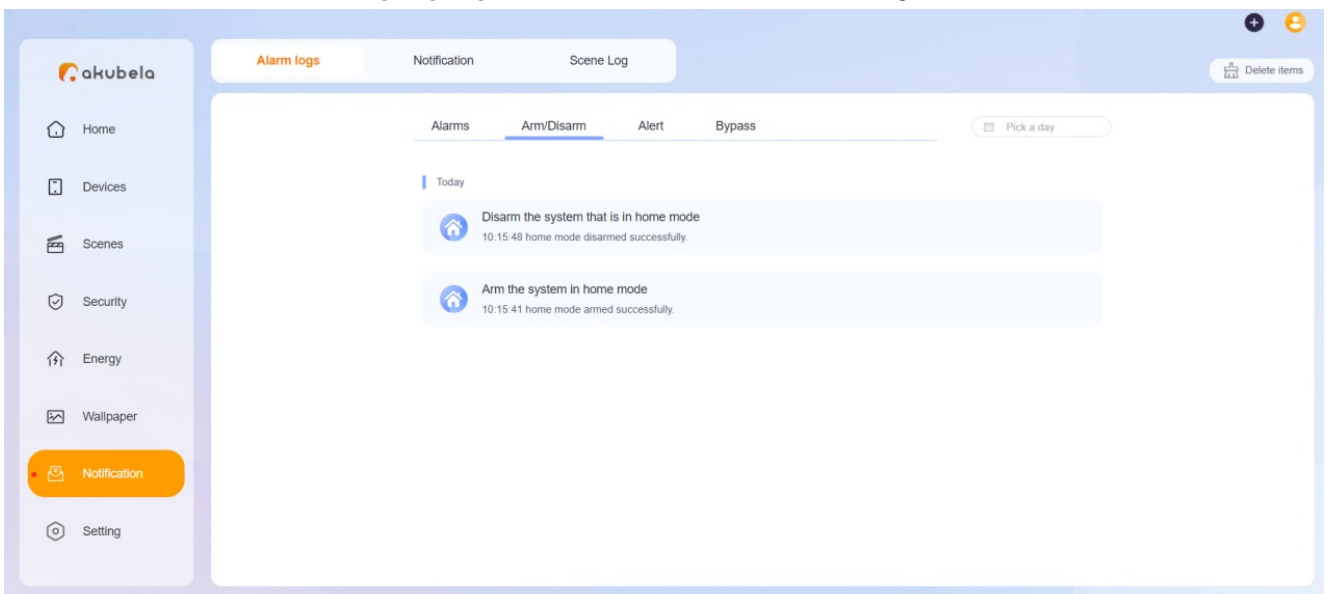 akubela
Home
Devices
Scenes
Security
Energy
Wallpaper
Notification
Setting
Alarm logs Notification Scene Log
Delete items
Alarms Arm/Disarm Alert Bypass
Pick a day
Today
Disarm the system that is in home mode
10:15:48 home mode disarmed successfully.
Arm the system in home mode
10:15:41 home mode armed successfully.